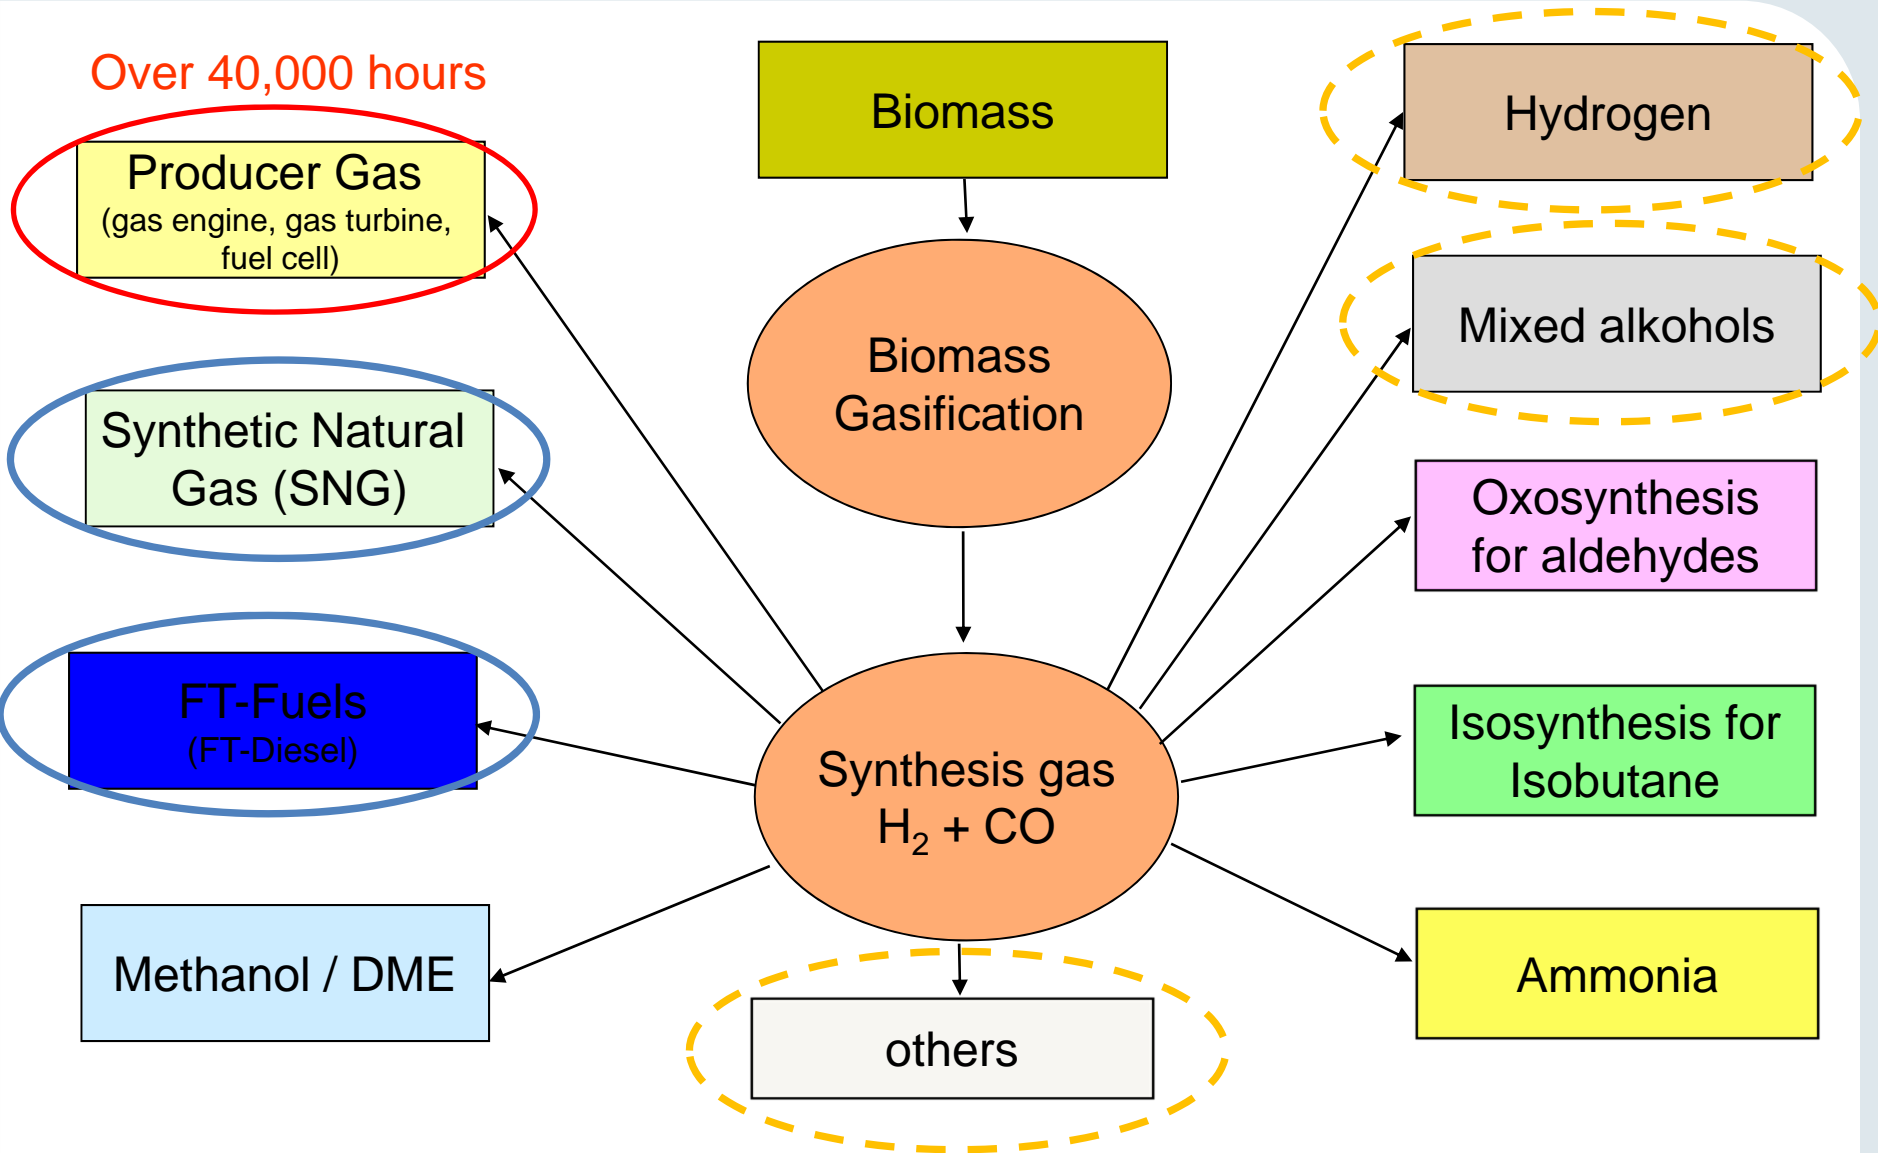 Over 40,000 hours
Producer Gas
(gas engine, gas turbine,
fuel cell)
Synthetic Natural
Gas (SNG)
FT-Fuels
(FT-Diesel)
Methanol / DME
Biomass
Biomass
Gasification
Synthesis gas
H₂ + CO
others
Hydrogen
Mixed alkohols
Oxosynthesis
for aldehydes
Isosynthesis for
Isobutane
Ammonia